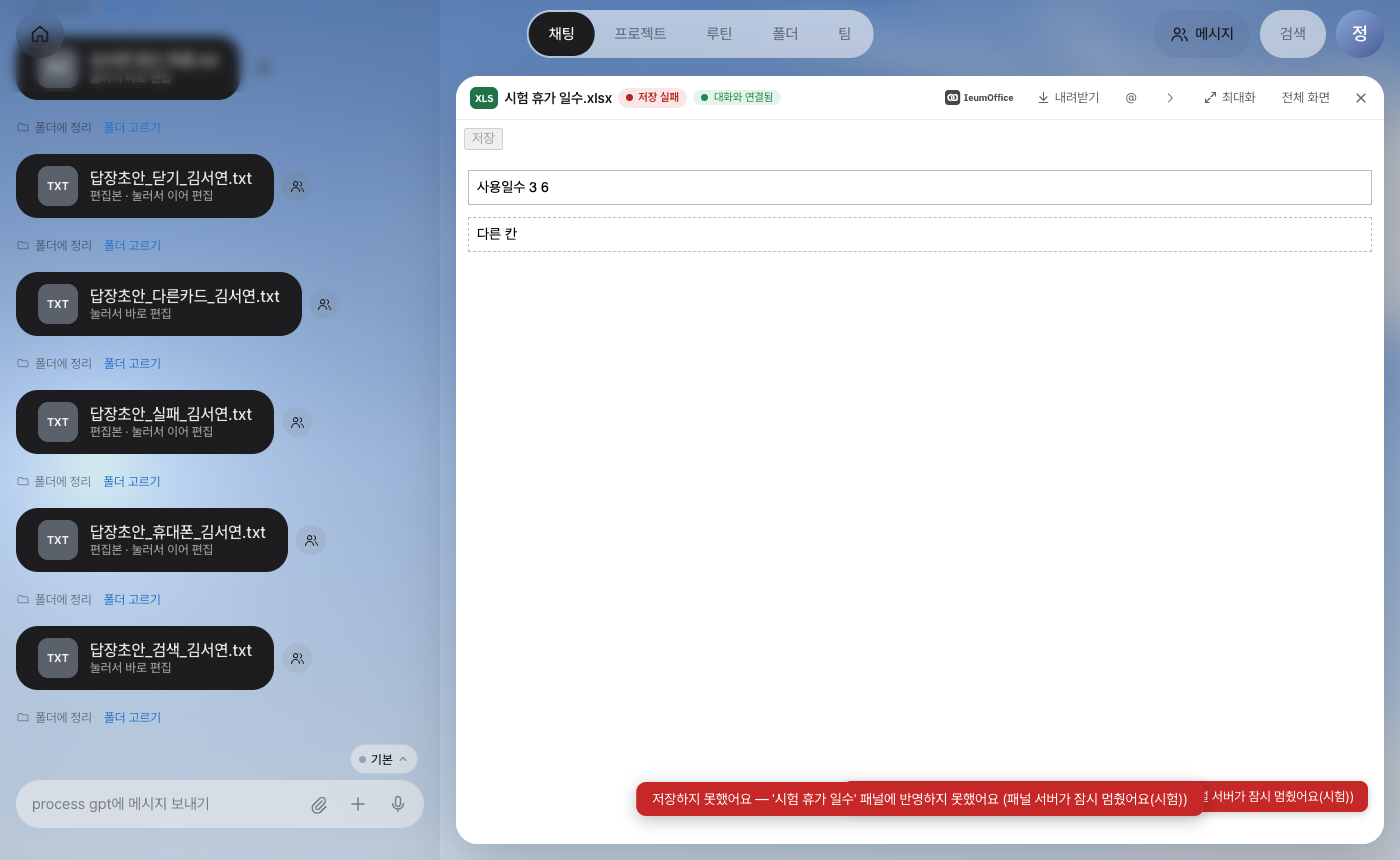 채팅
프로젝트
루틴
폴더
팀
메시지
검색
정
눌러서 바로 편집
폴더에 정리 폴더 고르기
TXT
답장초안_닫기_김서연.txt
편집본 · 눌러서 이어 편집
폴더에 정리 폴더 고르기
TXT
답장초안_다른카드_김서연.txt
눌러서 바로 편집
폴더에 정리 폴더 고르기
TXT
답장초안_실패_김서연.txt
편집본 · 눌러서 이어 편집
폴더에 정리 폴더 고르기
TXT
답장초안_휴대폰_김서연.txt
편집본 · 눌러서 이어 편집
폴더에 정리 폴더 고르기
TXT
답장초안_검색_김서연.txt
눌러서 바로 편집
폴더에 정리 폴더 고르기
기본
process gpt에 메시지 보내기
XLS 시험 휴가 일수.xlsx 저장 실패 대화와 연결됨
IeumOffice 내려받기 @ 최대화 전체 화면
저장
사용일수 3 6
다른 칸
저장하지 못했어요 — '시험 휴가 일수' 패널에 반영하지 못했어요 (패널 서버가 잠시 멈췄어요(시험))
서버가 잠시 멈췄어요(시험))